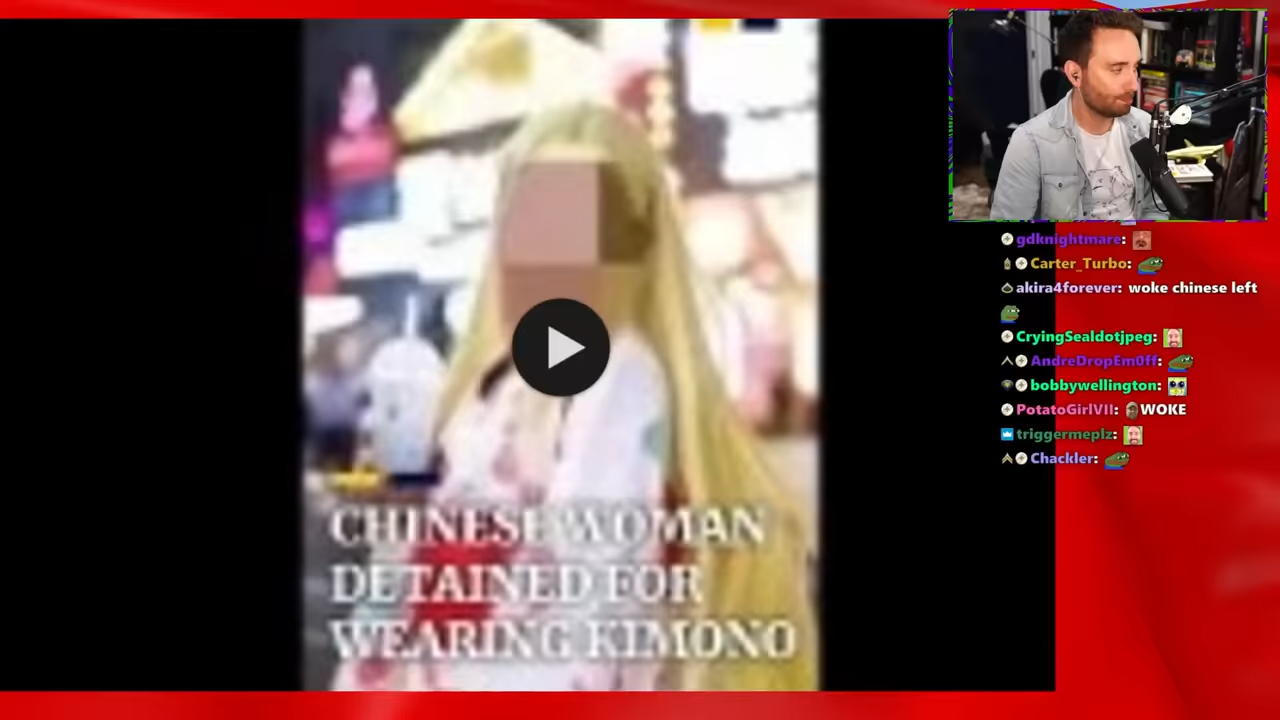 CHINESE WOMAN
DETAINED FOR
WEARING KIMONO
gdknightmare:
Carter_Turbo:
akira4forever: woke chinese left
CryingSealdotjpeg:
AndreDropEm0ff:
bobbywellington:
PotatoGirlVII: WOKE
triggermeplz:
Chackler: